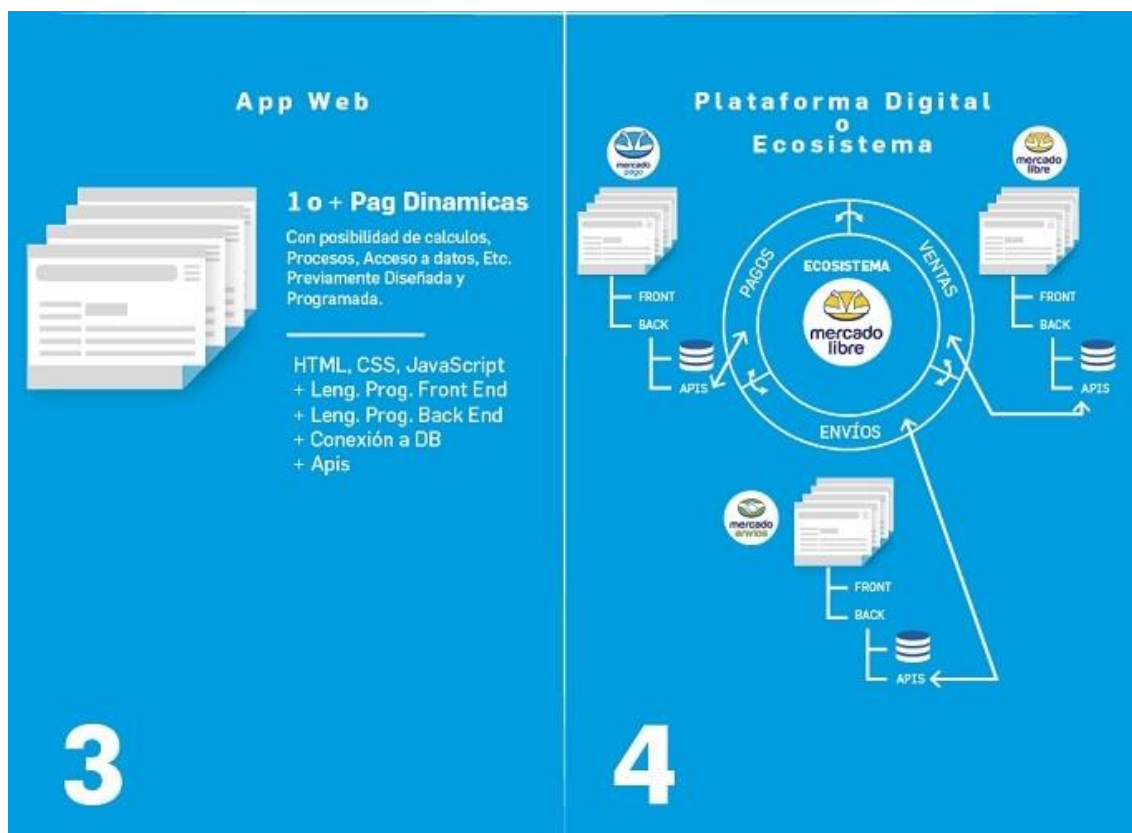 App Web
1 o + Pag Dinamicas
Con posibilidad de calculos,
Procesos, Acceso a datos, Etc.
Previamente Diseñada y
Programada.
HTML, CSS, JavaScript
+ Leng. Prog. Front End
+ Leng. Prog. Back End
+ Conexión a DB
+ Apis
3
Plataforma Digital
o
Ecosistema
mercado
pago
FRONT
BACK
APIS
mercado
libre
FRONT
BACK
APIS
PAGOS
VENTAS
ENVÍOS
ECOSISTEMA
mercado
libre
mercado
envios
FRONT
BACK
APIS
4